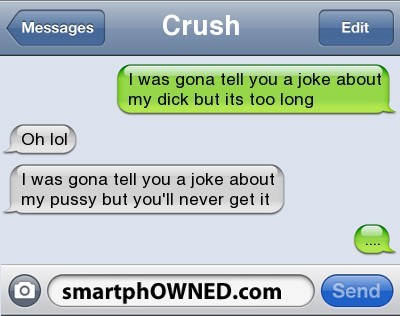 Messages
Crush
Edit
I was gona tell you a joke about
my dick but its too long
Oh lol
I was gona tell you a joke about
my pussy but you'll never get it
....
smartphOWNED.com
Send